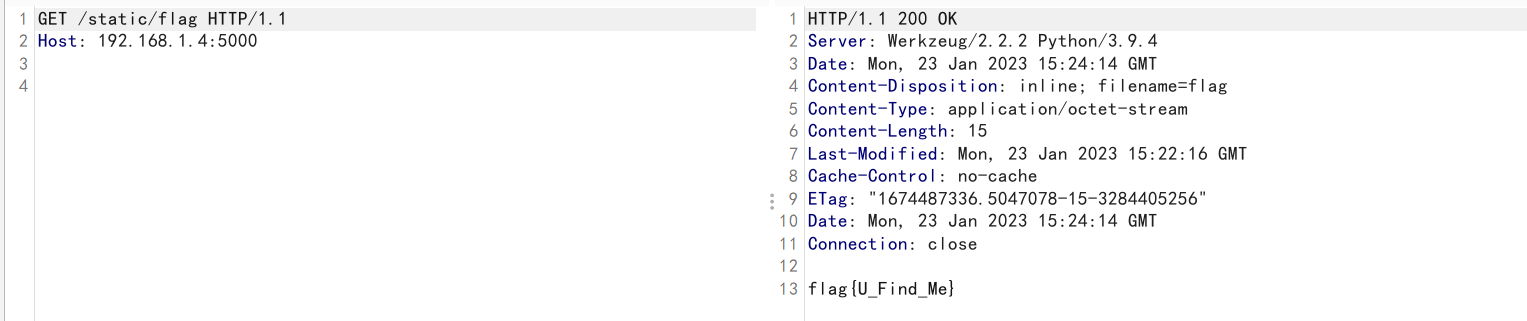 1 GET /static/flag HTTP/1.1
2 Host: 192.168.1.4:5000
3
4
1 HTTP/1.1 200 OK
2 Server: Werkzeug/2.2.2 Python/3.9.4
3 Date: Mon, 23 Jan 2023 15:24:14 GMT
4 Content-Disposition: inline; filename=flag
5 Content-Type: application/octet-stream
6 Content-Length: 15
7 Last-Modified: Mon, 23 Jan 2023 15:22:16 GMT
8 Cache-Control: no-cache
9 ETag: "1674487336.5047078-15-3284405256"
10 Date: Mon, 23 Jan 2023 15:24:14 GMT
11 Connection: close
12
13 flag{U_Find_Me}